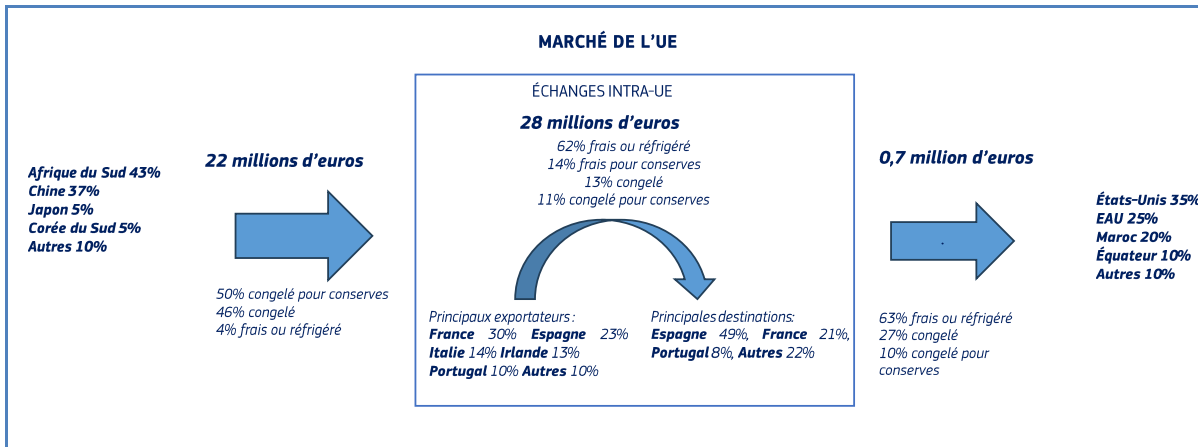 MARCHÉ DE L’UE
ÉCHANGES INTRA-UE
28 millions d’euros
62% frais ou réfrigéré
14% frais pour conserves
13% congelé
11% congelé pour conserves
22 millions d’euros
Afrique du Sud 43%
Chine 37%
Japon 5%
Corée du Sud 5%
Autres 10%
50% congelé pour conserves
46% congelé
4% frais ou réfrigéré
Principaux exportateurs :
France 30% Espagne 23%
Italie 14% Irlande 13%
Portugal 10% Autres 10%
Principales destinations:
Espagne 49%, France 21%,
Portugal 8%, Autres 22%
0,7 million d’euros
63% frais ou réfrigéré
27% congelé
10% congelé pour
conserves
États-Unis 35%
EAU 25%
Maroc 20%
Équateur 10%
Autres 10%